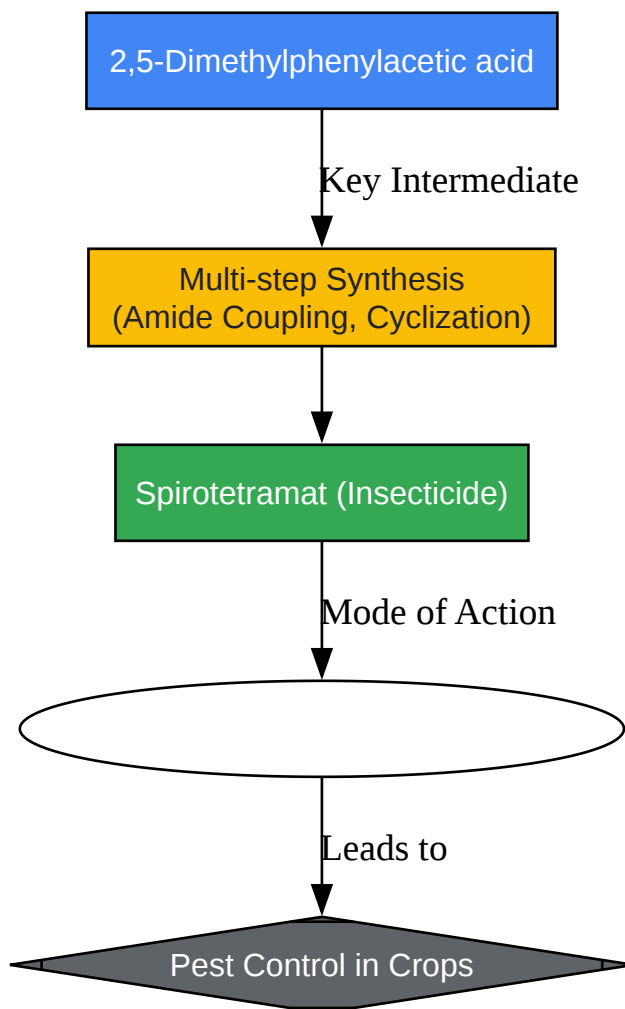 2,5-Dimethylphenylacetic acid
Key Intermediate
Multi-step Synthesis
(Amide Coupling, Cyclization)
Spirotetramat (Insecticide)
Mode of Action
Leads to
Pest Control in Crops